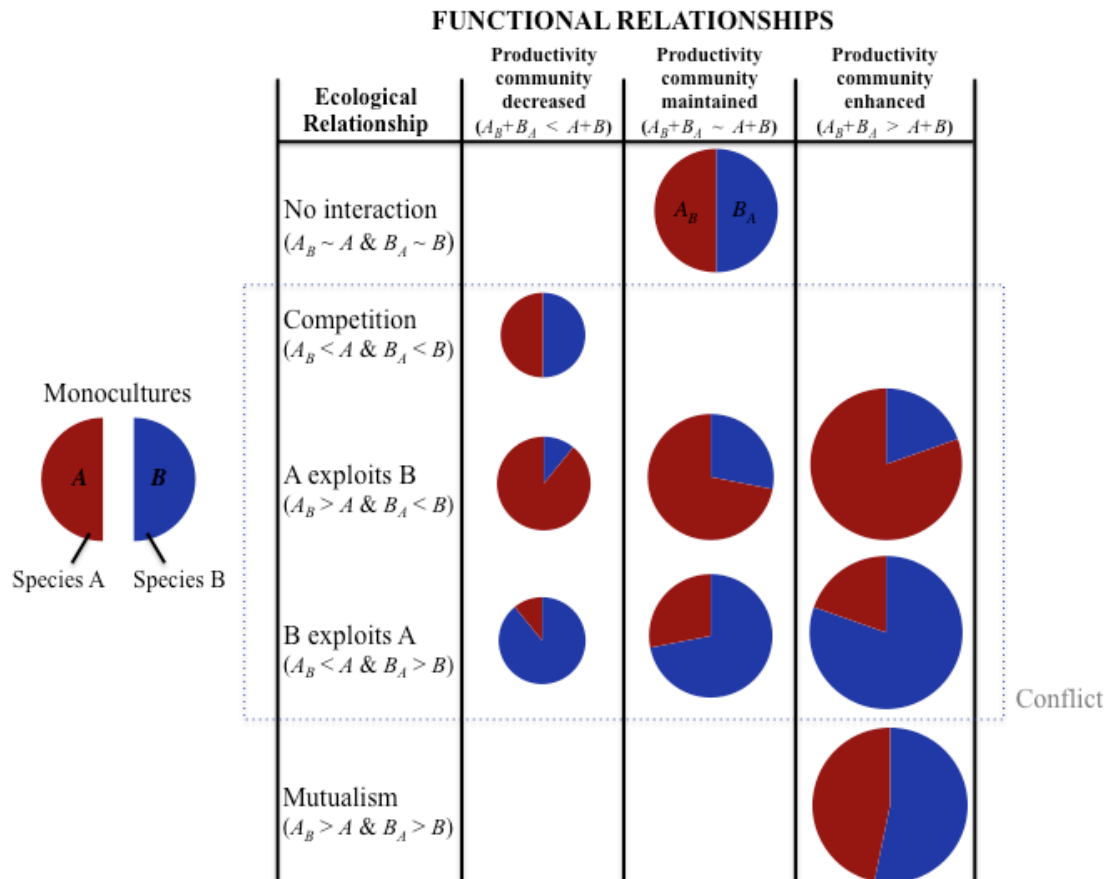 FUNCTIONAL RELATIONSHIPS
Ecological
Relationship
Productivity
community
decreased
(A_B+B_A < A+B)
Productivity
community
maintained
(A_B+B_A ~ A+B)
Productivity
community
enhanced
(A_B+B_A > A+B)
No interaction
(A_B ~ A & B_A ~ B)
A_B
B_A
Competition
(A_B < A & B_A < B)
Monocultures
A
B
Species A
Species B
A exploits B
(A_B > A & B_A < B)
B exploits A
(A_B < A & B_A > B)
Conflict
Mutualism
(A_B > A & B_A > B)